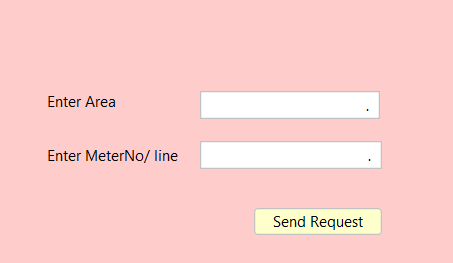 Enter Area .
Enter MeterNo/ line .
Send Request